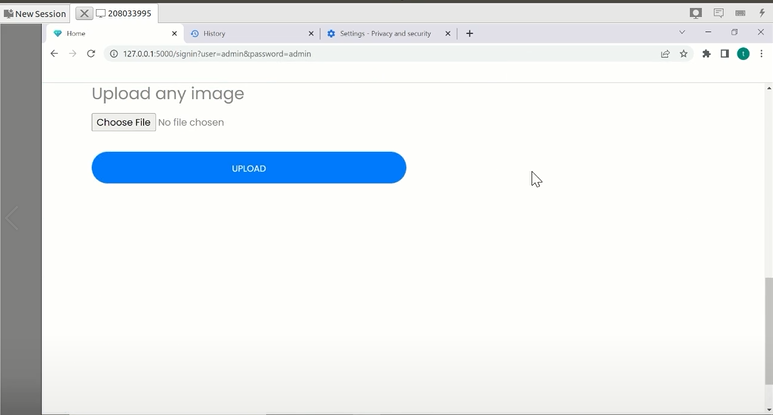 New Session
208033995
Home
History
Settings - Privacy and security
127.0.0.1:5000/signin?user=admin&password=admin
t
Upload any image
Choose File No file chosen
UPLOAD